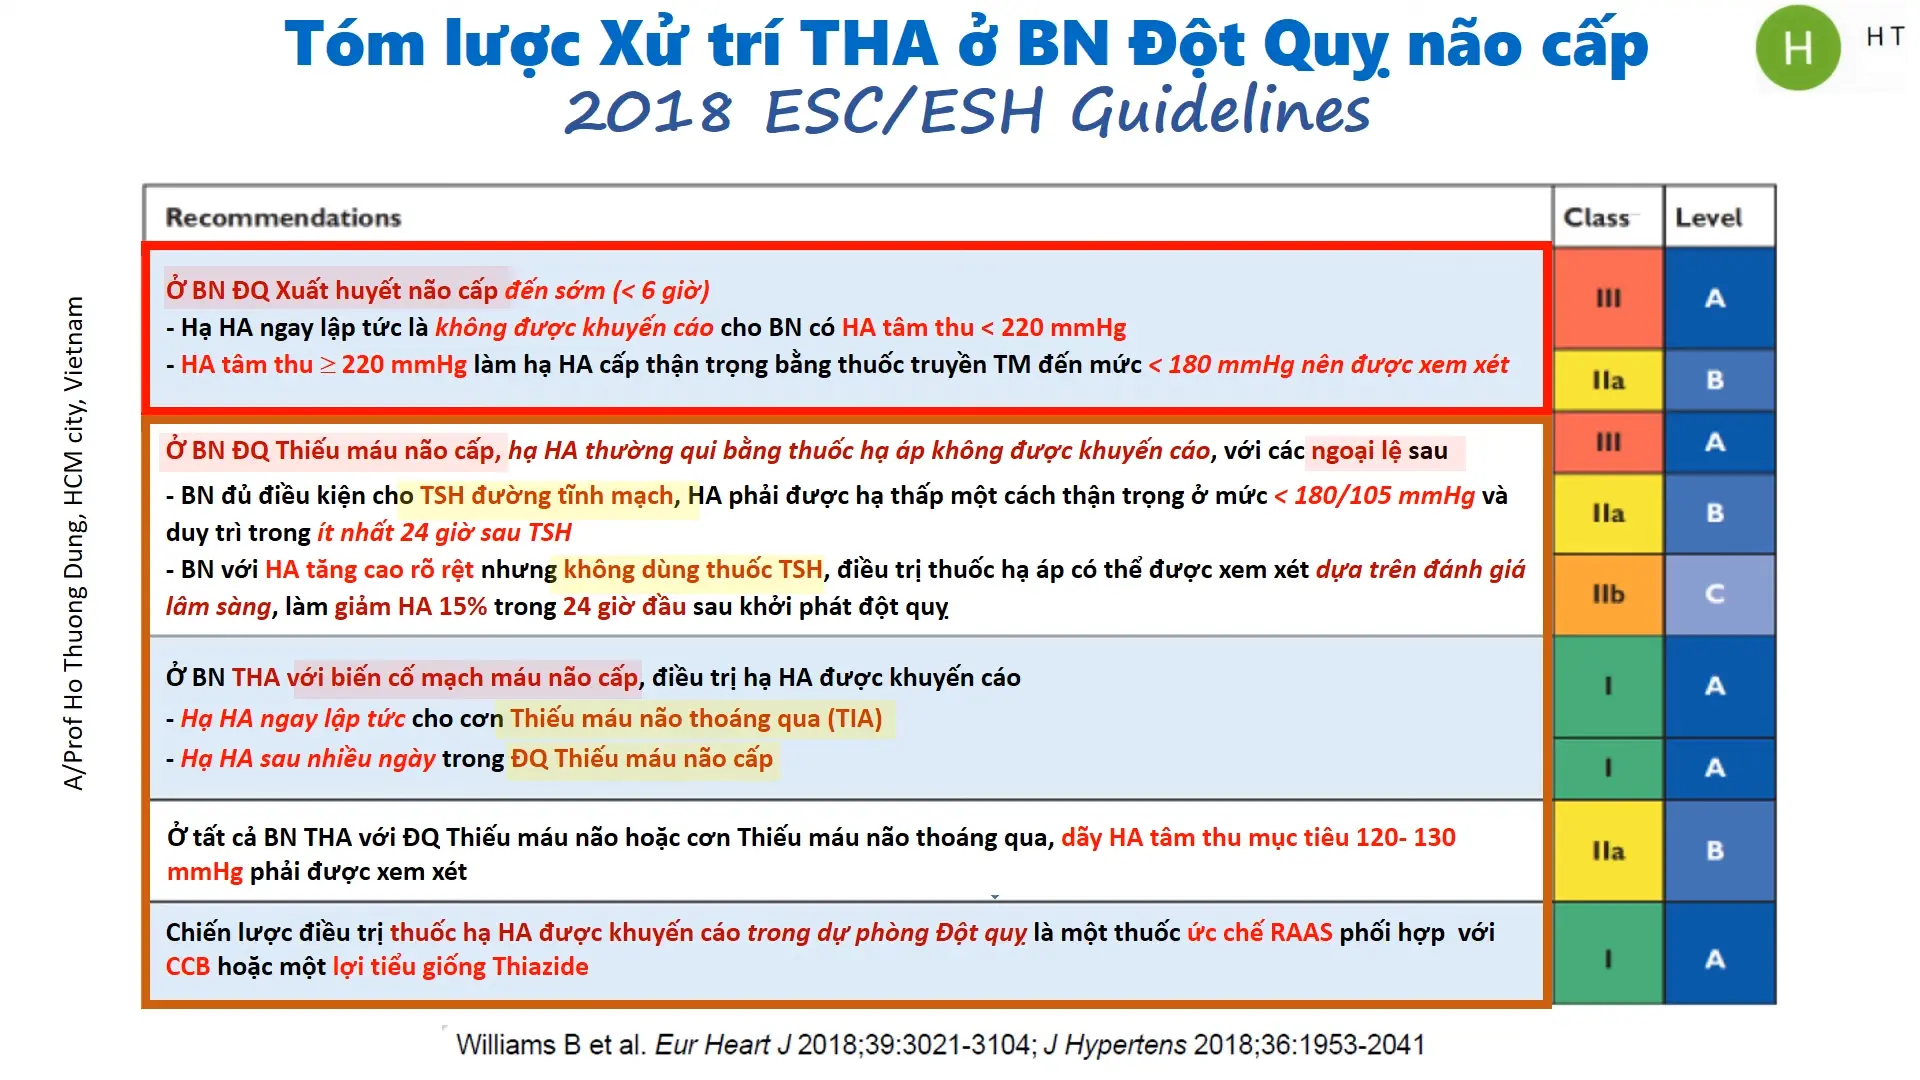 Tóm lược Xử trí THA ở BN Đột Quỵ não cấp
2018 ESC/ESH Guidelines
H
H T
A/Prof Ho Thuong Dung, HCM city, Vietnam
Recommendations
Class
Level
Ở BN ĐQ Xuất huyết não cấp đến sớm (< 6 giờ)
- Hạ HA ngay lập tức là không được khuyến cáo cho BN có HA tâm thu < 220 mmHg
III
A
- HA tâm thu ≥ 220 mmHg làm hạ HA cấp thận trọng bằng thuốc truyền TM đến mức < 180 mmHg nên được xem xét
IIa
B
Ở BN ĐQ Thiếu máu não cấp, hạ HA thường qui bằng thuốc hạ áp không được khuyến cáo, với các ngoại lệ sau
III
A
- BN đủ điều kiện cho TSH đường tĩnh mạch, HA phải được hạ thấp một cách thận trọng ở mức < 180/105 mmHg và
duy trì trong ít nhất 24 giờ sau TSH
IIa
B
- BN với HA tăng cao rõ rệt nhưng không dùng thuốc TSH, điều trị thuốc hạ áp có thể được xem xét dựa trên đánh giá
lâm sàng, làm giảm HA 15% trong 24 giờ đầu sau khởi phát đột quỵ
IIb
C
Ở BN THA với biến cố mạch máu não cấp, điều trị hạ HA được khuyến cáo
- Hạ HA ngay lập tức cho cơn Thiếu máu não thoáng qua (TIA)
I
A
- Hạ HA sau nhiều ngày trong ĐQ Thiếu máu não cấp
I
A
Ở tất cả BN THA với ĐQ Thiếu máu não hoặc cơn Thiếu máu não thoáng qua, dãy HA tâm thu mục tiêu 120- 130
mmHg phải được xem xét
IIa
B
Chiến lược điều trị thuốc hạ HA được khuyến cáo trong dự phòng Đột quỵ là một thuốc ức chế RAAS phối hợp với
CCB hoặc một lợi tiểu giống Thiazide
I
A
Williams B et al. Eur Heart J 2018;39:3021-3104; J Hypertens 2018;36:1953-2041